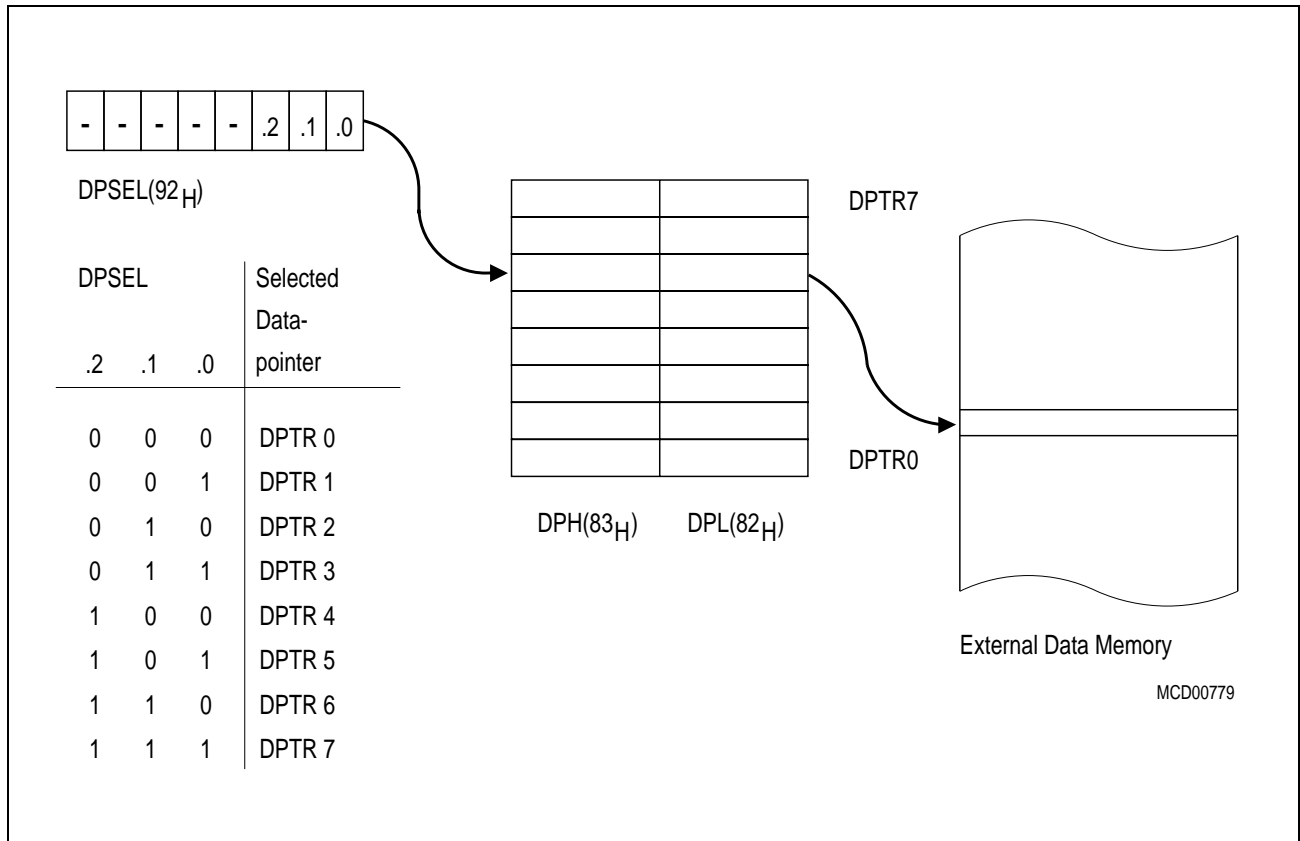 - - - - - .2 .1 .0
DPSEL(92H)
DPSEL Selected
Data-
.2 .1 .0 pointer
0 0 0 DPTR 0
0 0 1 DPTR 1
0 1 0 DPTR 2
0 1 1 DPTR 3
1 0 0 DPTR 4
1 0 1 DPTR 5
1 1 0 DPTR 6
1 1 1 DPTR 7
DPTR7
DPTR0
DPH(83H) DPL(82H)
External Data Memory
MCD00779